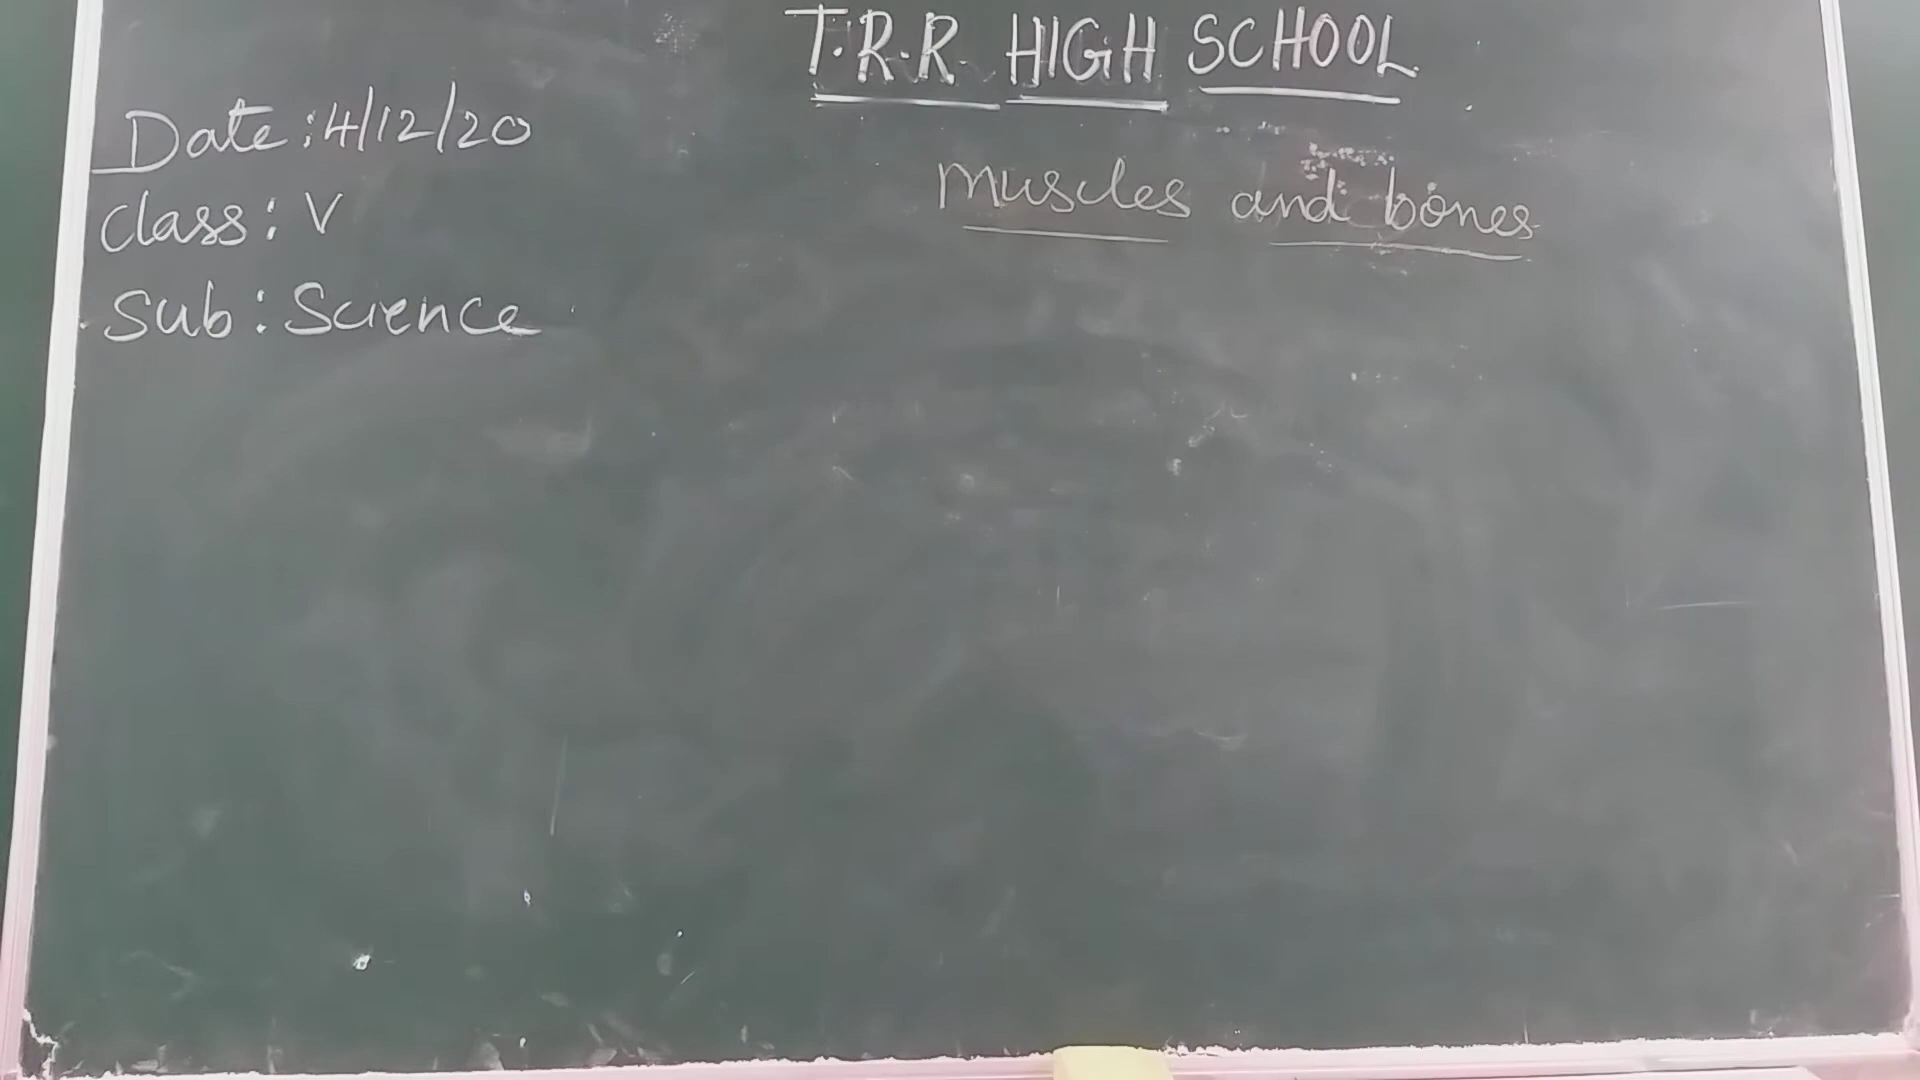 T.R.R. HIGH SCHOOL
Date:4/12/20
Muscles and bones
Class: V
Sub: Science